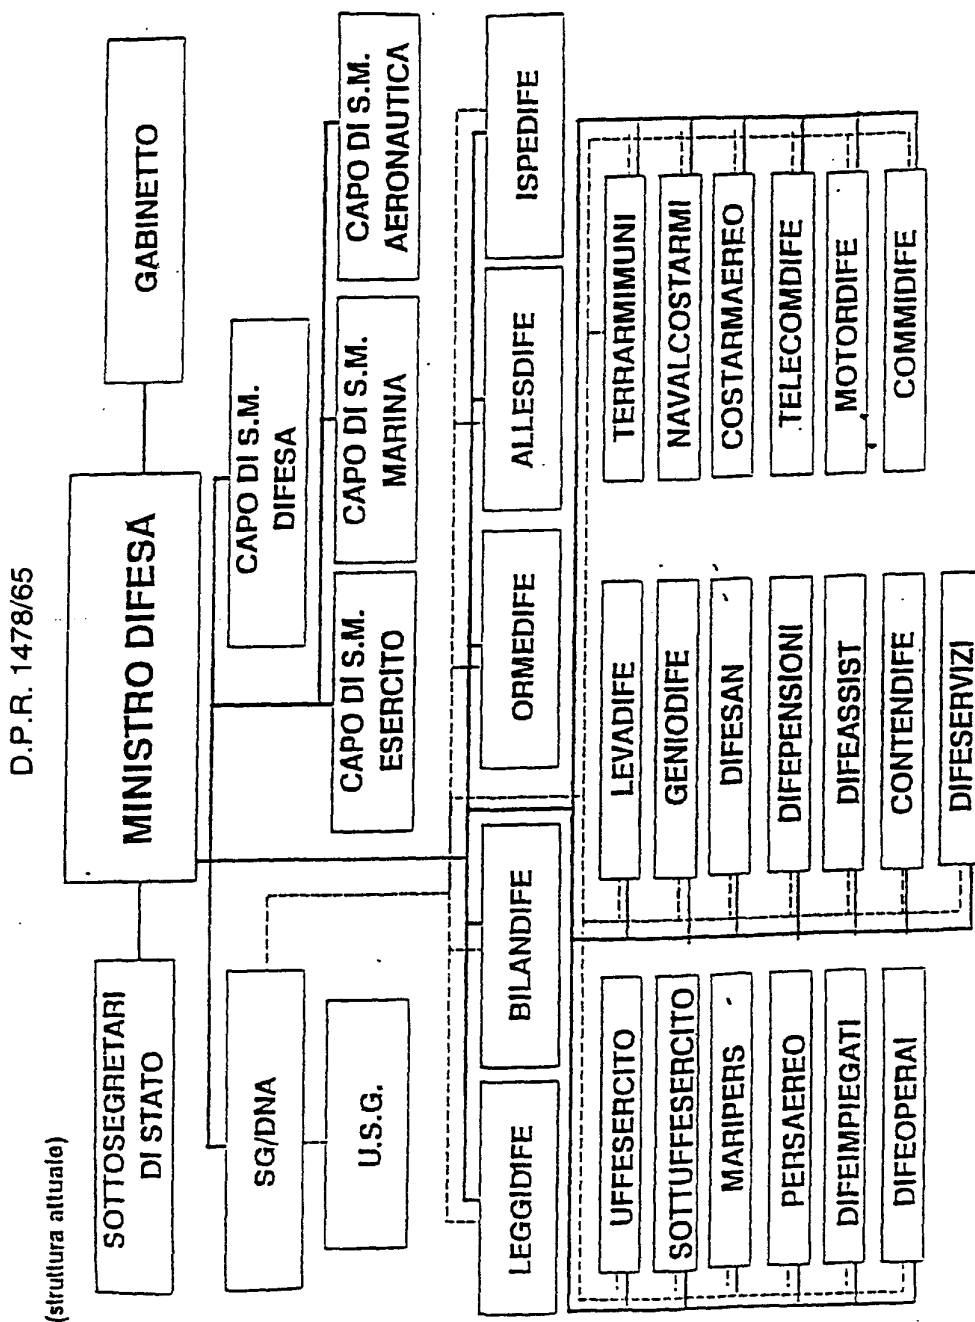 D.P.R. 1478/65
(struttura attuale)
SOTTOSEGRETARI
DI STATO
MINISTRO DIFESA
GABINETTO
SG/DNA
U.S.G.
CAPO DI S.M.
DIFESA
CAPO DI S.M.
ESERCITO
CAPO DI S.M.
MARINA
CAPO DI S.M.
AERONAUTICA
LEGGIDIFE
BILANDIFE
ORMEDIFE
ALLESDIFE
ISPEDIFE
UFFESERCITO
SOTTUFFESERCITO
MARIPERS
PERSAEREO
DIFEIMPIEGATI
DIFEOPERAI
LEVADIFE
GENIODIFE
DIFESAN
DIFEPENSIONI
DIFEASSIST
CONTENDIFE
DIFESERVIZI
TERRARMIMUNI
NAVALCOSTARMI
COSTARMAEREO
TELECOMDIFE
MOTORDIFE
COMMIDIFE